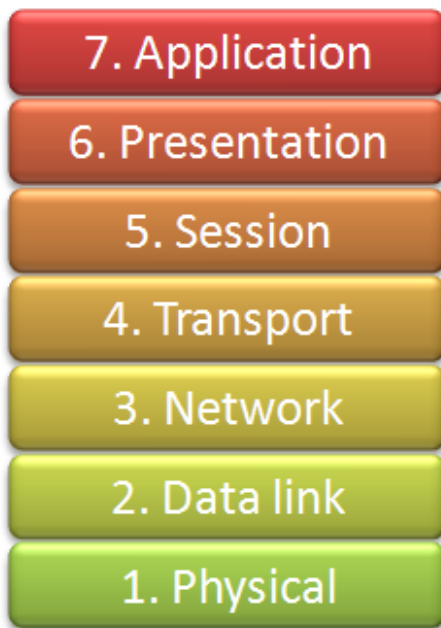 7. Application
6. Presentation
5. Session
4. Transport
3. Network
2. Data link
1. Physical